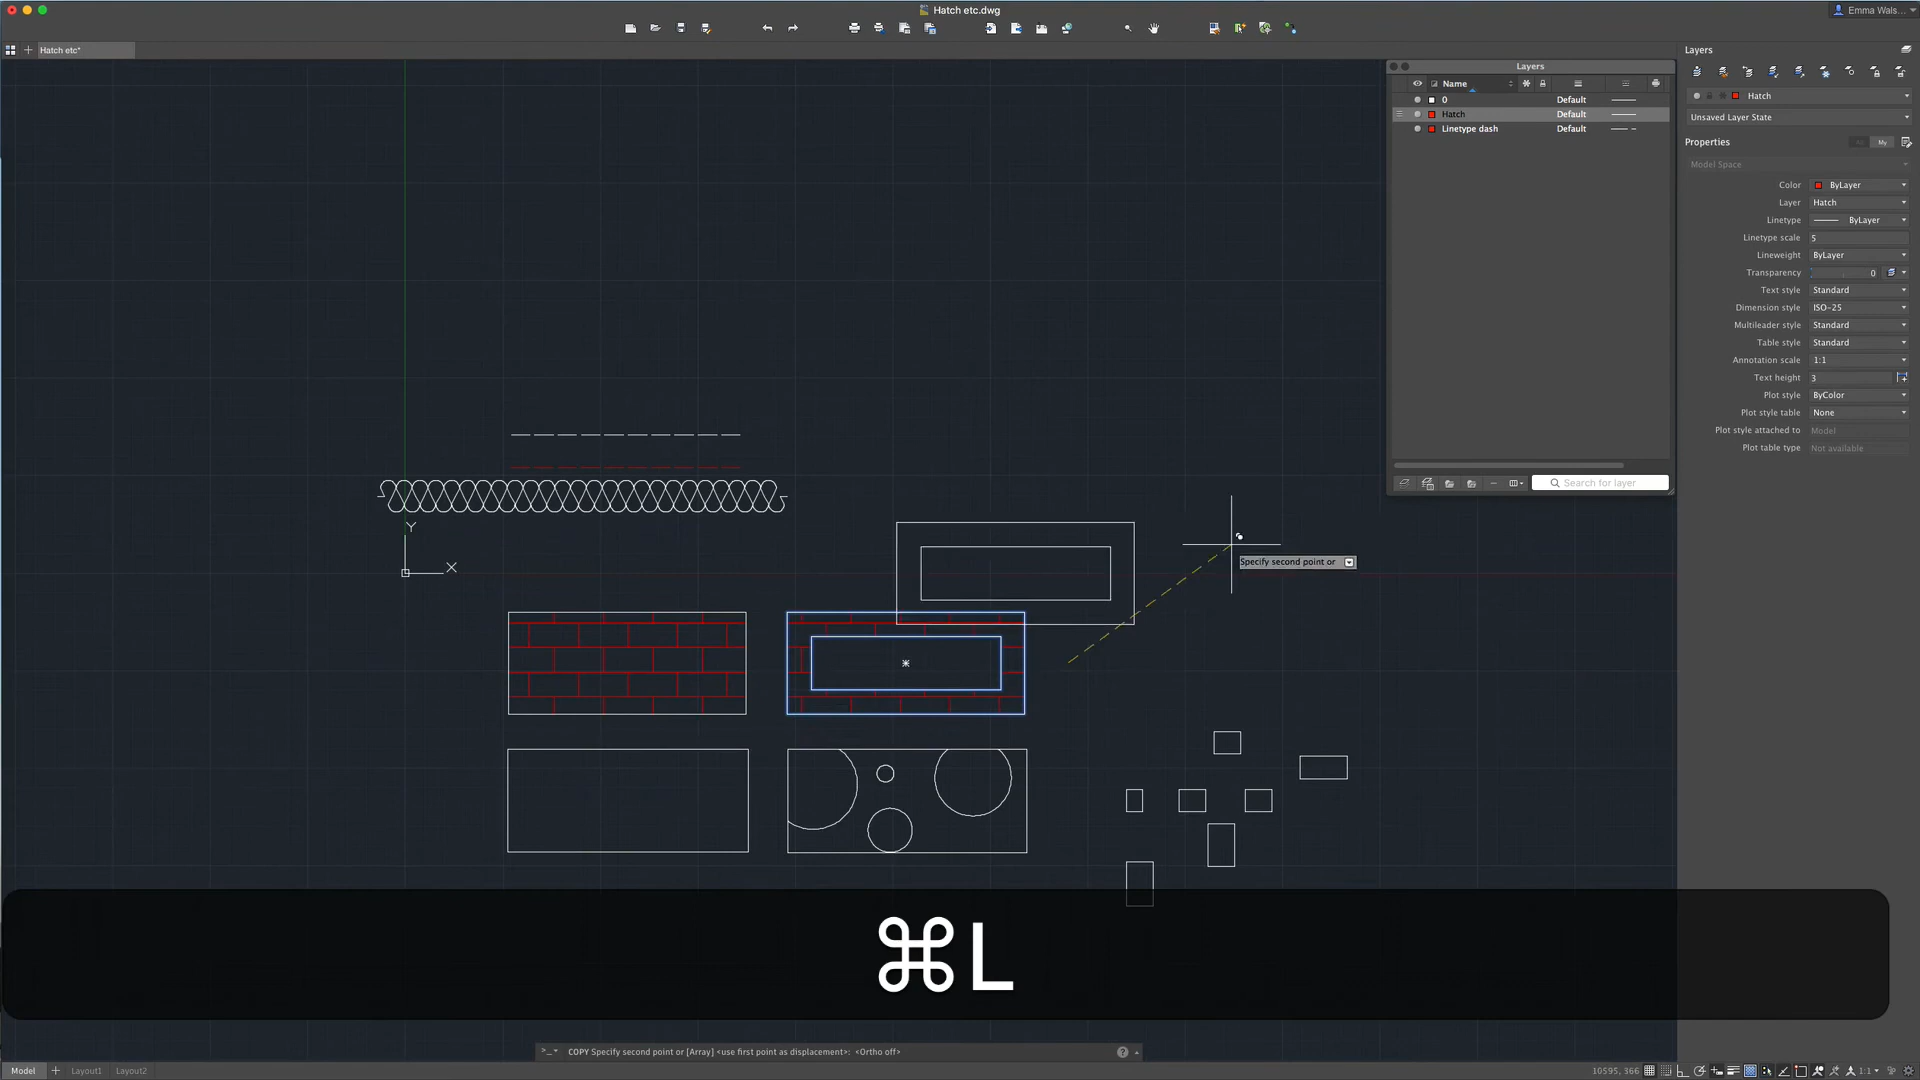 Hatch etc.dwg
Emma Wals...
Hatch etc*
Layers
Layers
Name
Hatch
0 Default
Unsaved Layer State
Hatch Default
Linetype dash Default
Properties
My
Model Space
Color ByLayer
Layer Hatch
Linetype ByLayer
Linetype scale 5
Lineweight ByLayer
Transparency 0
Text style Standard
Dimension style ISO-25
Multileader style Standard
Table style Standard
Annotation scale 1:1
Text height 3
Plot style ByColor
Plot style table None
Plot style attached to Model
Plot table type Not available
Search for layer
Y
X
Specify second point or
⌘L
>_ COPY Specify second point or [Array] <use first point as displacement>: <Ortho off>
?
Model
Layout1
Layout2
10595, 366
1:1